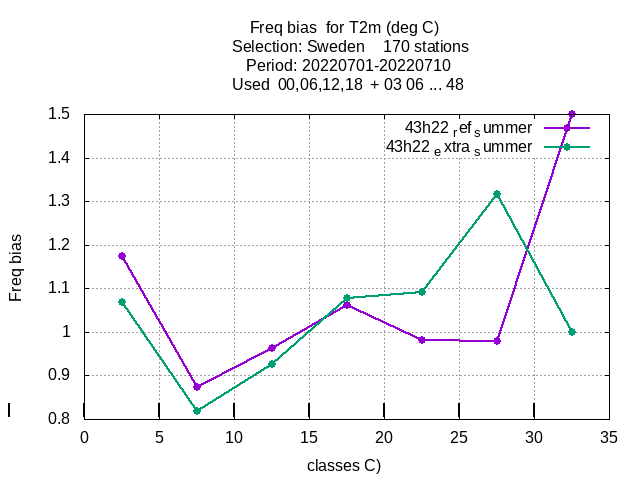 Freq bias  for T2m (deg C)
Selection: Sweden    170 stations
Period: 20220701-20220710
Used  00,06,12,18  + 03 06 ... 48
43h22 ref summer
43h22 extra summer
1.5
1.4
1.3
1.2
1.1
1
0.9
0.8
Freq bias
0 5 10 15 20 25 30 35
classes C)